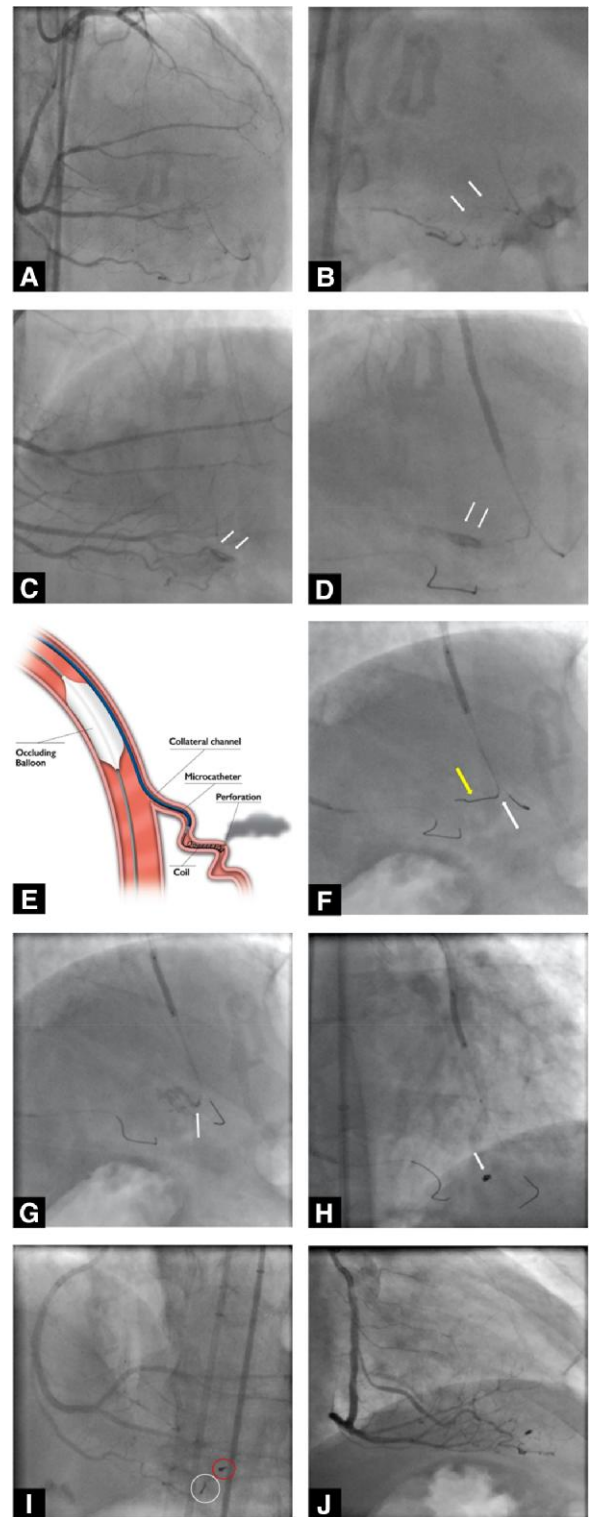 A
B
C
D
Occluding
Balloon
Collateral channel
Microcatheter
Perforation
Coil
E
F
G
H
I
J